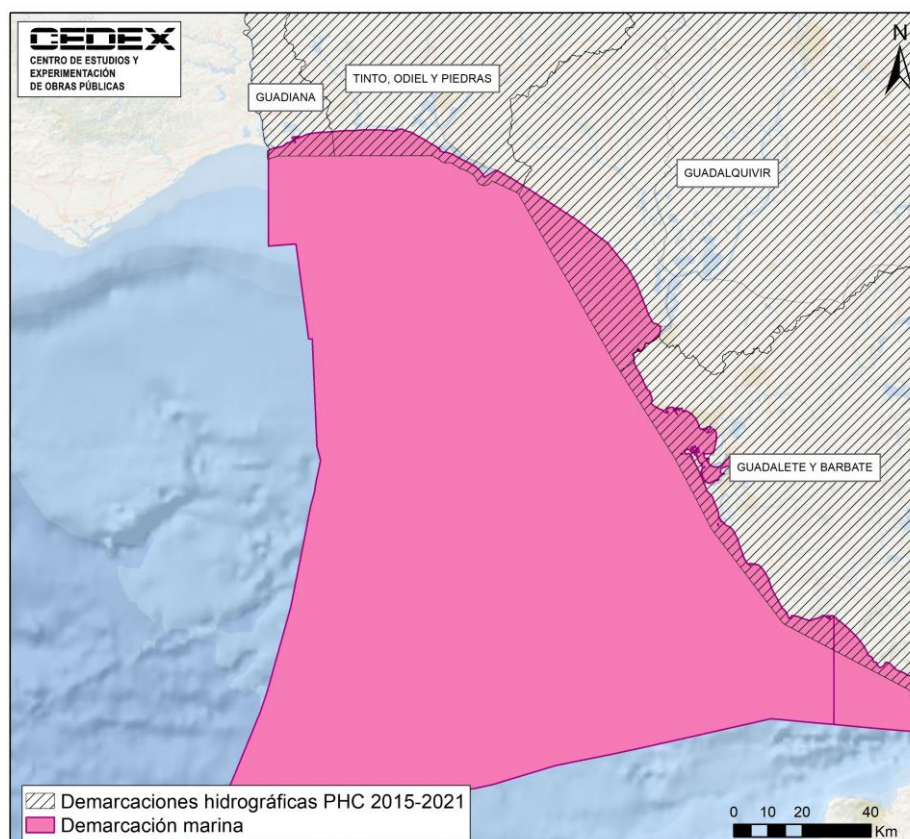 CEDEX
CENTRO DE ESTUDIOS Y
EXPERIMENTACIÓN
DE OBRAS PÚBLICAS
N
TINTO, ODIEL Y PIEDRAS
GUADIANA
GUADALQUIVIR
GUADALETE Y BARBATE
Demarcaciones hidrográficas PHC 2015-2021
Demarcación marina
0 10 20 40
Km